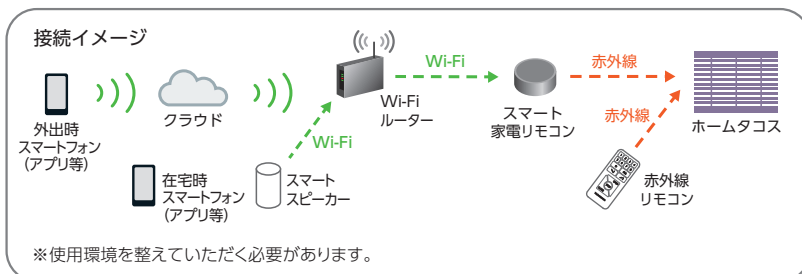 接続イメージ
Wi-Fi
赤外線
クラウド
Wi-Fi
ルーター
スマート
家電リモコン
ホームタコス
外出時
スマートフォン
（アプリ等）
Wi-Fi
赤外線
在宅時
スマートフォン
（アプリ等）
スマート
スピーカー
赤外線
リモコン
※使用環境を整えていただく必要があります。